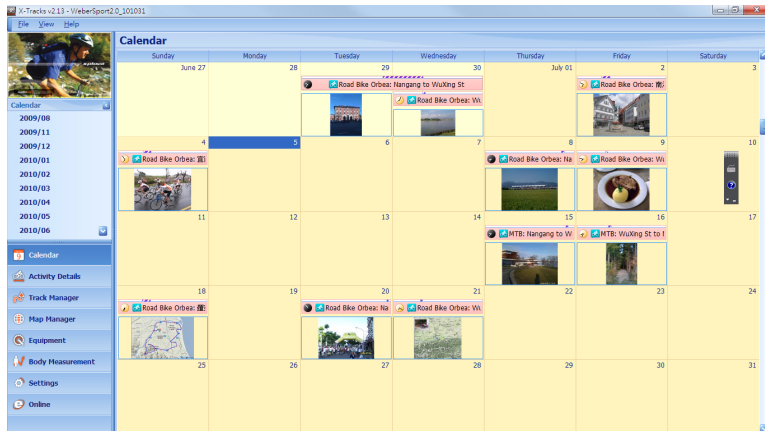 X-Tracks v2.13 - WeberSport2.0_101031
File View Help
Calendar
2009/08
2009/11
2009/12
2010/01
2010/02
2010/03
2010/04
2010/05
2010/06
Calendar
Activity Details
Track Manager
Map Manager
Equipment
Body Measurement
Settings
Online
Calendar
Sunday Monday Tuesday Wednesday Thursday Friday Saturday
June 27 28 29 30 July 01 2 3
Road Bike Orbea: Nangang to WuXing St
Road Bike Orbea:
Road Bike Orbea:
4 5 6 7 8 9 10
Road Bike Orbea:
Road Bike Orbea: Na
Road Bike Orbea:
11 12 13 14 15 16 17
MTB: Nangang to W
MTB: WuXing St to
18 19 20 21 22 23 24
Road Bike Orbea:
Road Bike Orbea: Na
Road Bike Orbea:
25 26 27 28 29 30 31